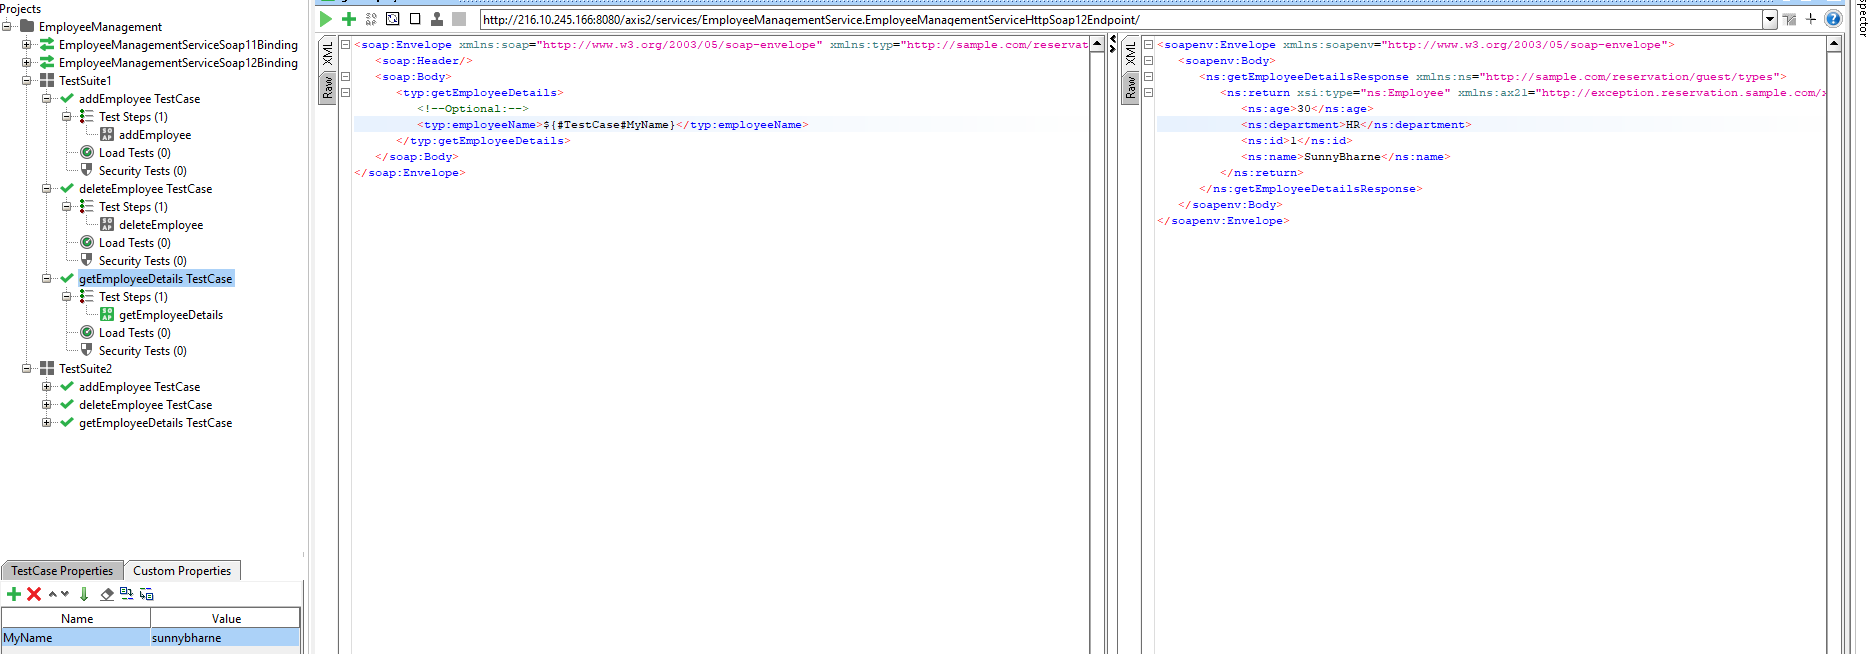 Projects
EmployeeManagement
EmployeeManagementServiceSoap11Binding
EmployeeManagementServiceSoap12Binding
TestSuite1
addEmployee TestCase
Test Steps (1)
addEmployee
Load Tests (0)
Security Tests (0)
deleteEmployee TestCase
Test Steps (1)
deleteEmployee
Load Tests (0)
Security Tests (0)
getEmployeeDetails TestCase
Test Steps (1)
getEmployeeDetails
Load Tests (0)
Security Tests (0)
TestSuite2
addEmployee TestCase
deleteEmployee TestCase
getEmployeeDetails TestCase
TestCase Properties
Custom Properties
Name Value
MyName sunnybharne
http://216.10.245.166:8080/axis2/services/EmployeeManagementService.EmployeeManagementServiceHttpSoap12Endpoint/
XML
Raw
<soap:Envelope xmlns:soap="http://www.w3.org/2003/05/soap-envelope" xmlns:typ="http://sample.com/reservat
<soap:Header/>
<soap:Body>
<typ:getEmployeeDetails>
<!--Optional:-->
<typ:employeeName>${#TestCase#MyName}</typ:employeeName>
</typ:getEmployeeDetails>
</soap:Body>
</soap:Envelope>
XML
Raw
<soapenv:Envelope xmlns:soapenv="http://www.w3.org/2003/05/soap-envelope">
<soapenv:Body>
<ns:getEmployeeDetailsResponse xmlns:ns="http://sample.com/reservation/guest/types">
<ns:return xsi:type="ns:Employee" xmlns:ax21="http://exception.reservation.sample.com/x
<ns:age>30</ns:age>
<ns:department>HR</ns:department>
<ns:id>1</ns:id>
<ns:name>SunnyBharne</ns:name>
</ns:return>
</ns:getEmployeeDetailsResponse>
</soapenv:Body>
</soapenv:Envelope>
spector